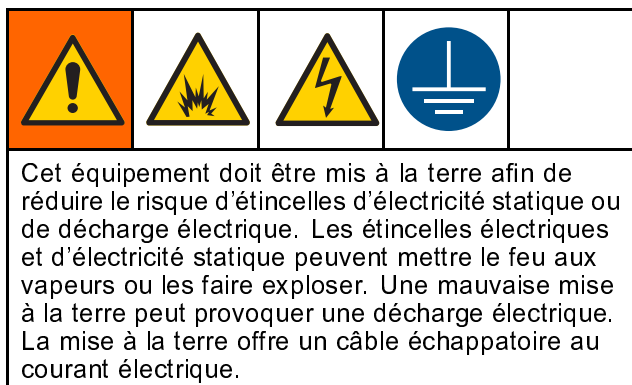 Cet équipement doit être mis à la terre afin de
réduire le risque d'étincelles d'électricité statique ou
de décharge électrique. Les étincelles électriques
et d'électricité statique peuvent mettre le feu aux
vapeurs ou les faire exploser. Une mauvaise mise
à la terre peut provoquer une décharge électrique.
La mise à la terre offre un câble échappatoire au
courant électrique.